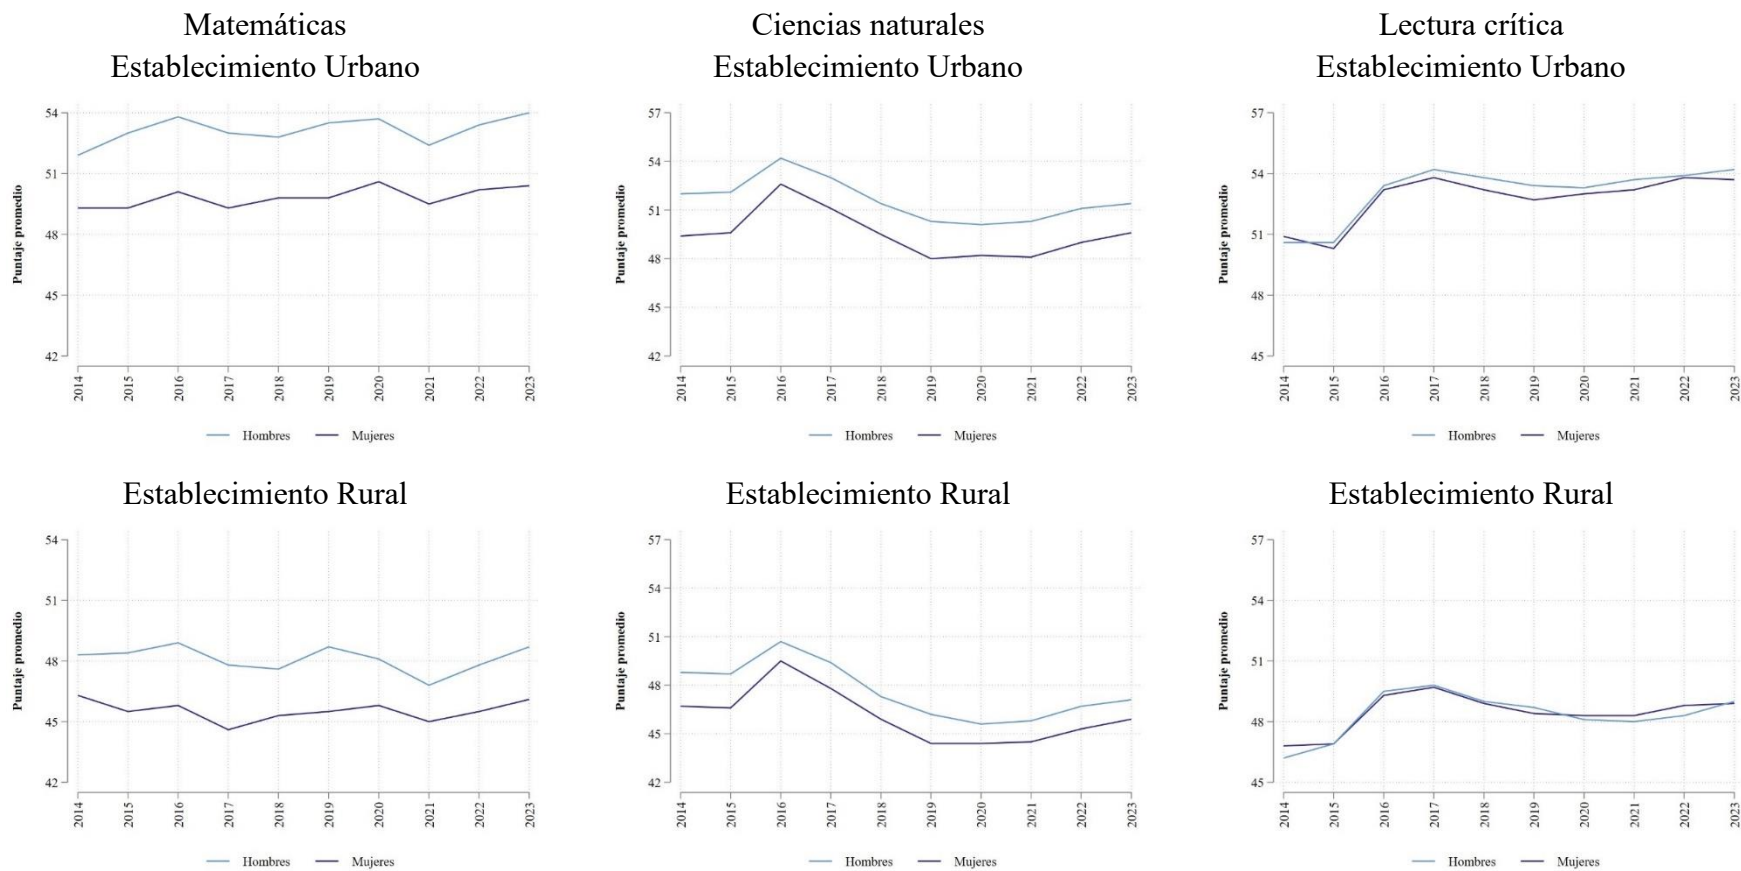 Matemáticas
Establecimiento Urbano
Puntaje promedio
54
51
48
45
42
2014 2015 2016 2017 2018 2019 2020 2021 2022 2023
Hombres Mujeres
Ciencias naturales
Establecimiento Urbano
Puntaje promedio
57
54
51
48
45
42
2014 2015 2016 2017 2018 2019 2020 2021 2022 2023
Hombres Mujeres
Lectura crítica
Establecimiento Urbano
Puntaje promedio
57
54
51
48
45
2014 2015 2016 2017 2018 2019 2020 2021 2022 2023
Hombres Mujeres
Establecimiento Rural
Puntaje promedio
54
51
48
45
42
2014 2015 2016 2017 2018 2019 2020 2021 2022 2023
Hombres Mujeres
Establecimiento Rural
Puntaje promedio
57
54
51
48
45
42
2014 2015 2016 2017 2018 2019 2020 2021 2022 2023
Hombres Mujeres
Establecimiento Rural
Puntaje promedio
57
54
51
48
45
2014 2015 2016 2017 2018 2019 2020 2021 2022 2023
Hombres Mujeres